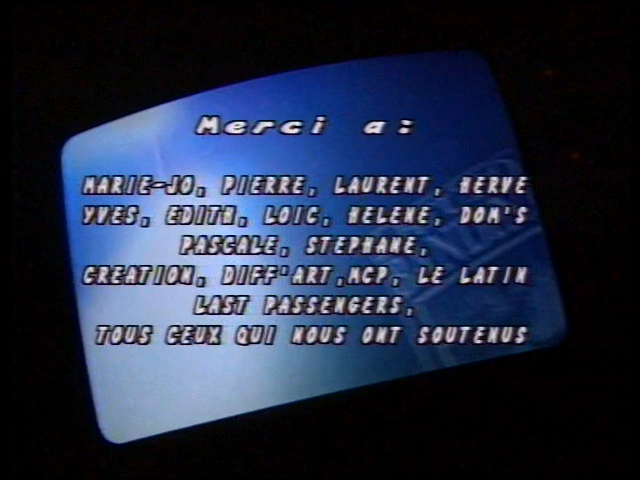 Merci a:
MARIE-JO, PIERRE, LAURENT, HERVE
YVES, EDITH, LOIC, HELENE, DOM'S
PASCALE, STEPHANE,
CREATION, DIFF'ART,MCP, LE LATIN
LAST PASSENGERS,
TOUS CEUX QUI NOUS ONT SOUTENUS